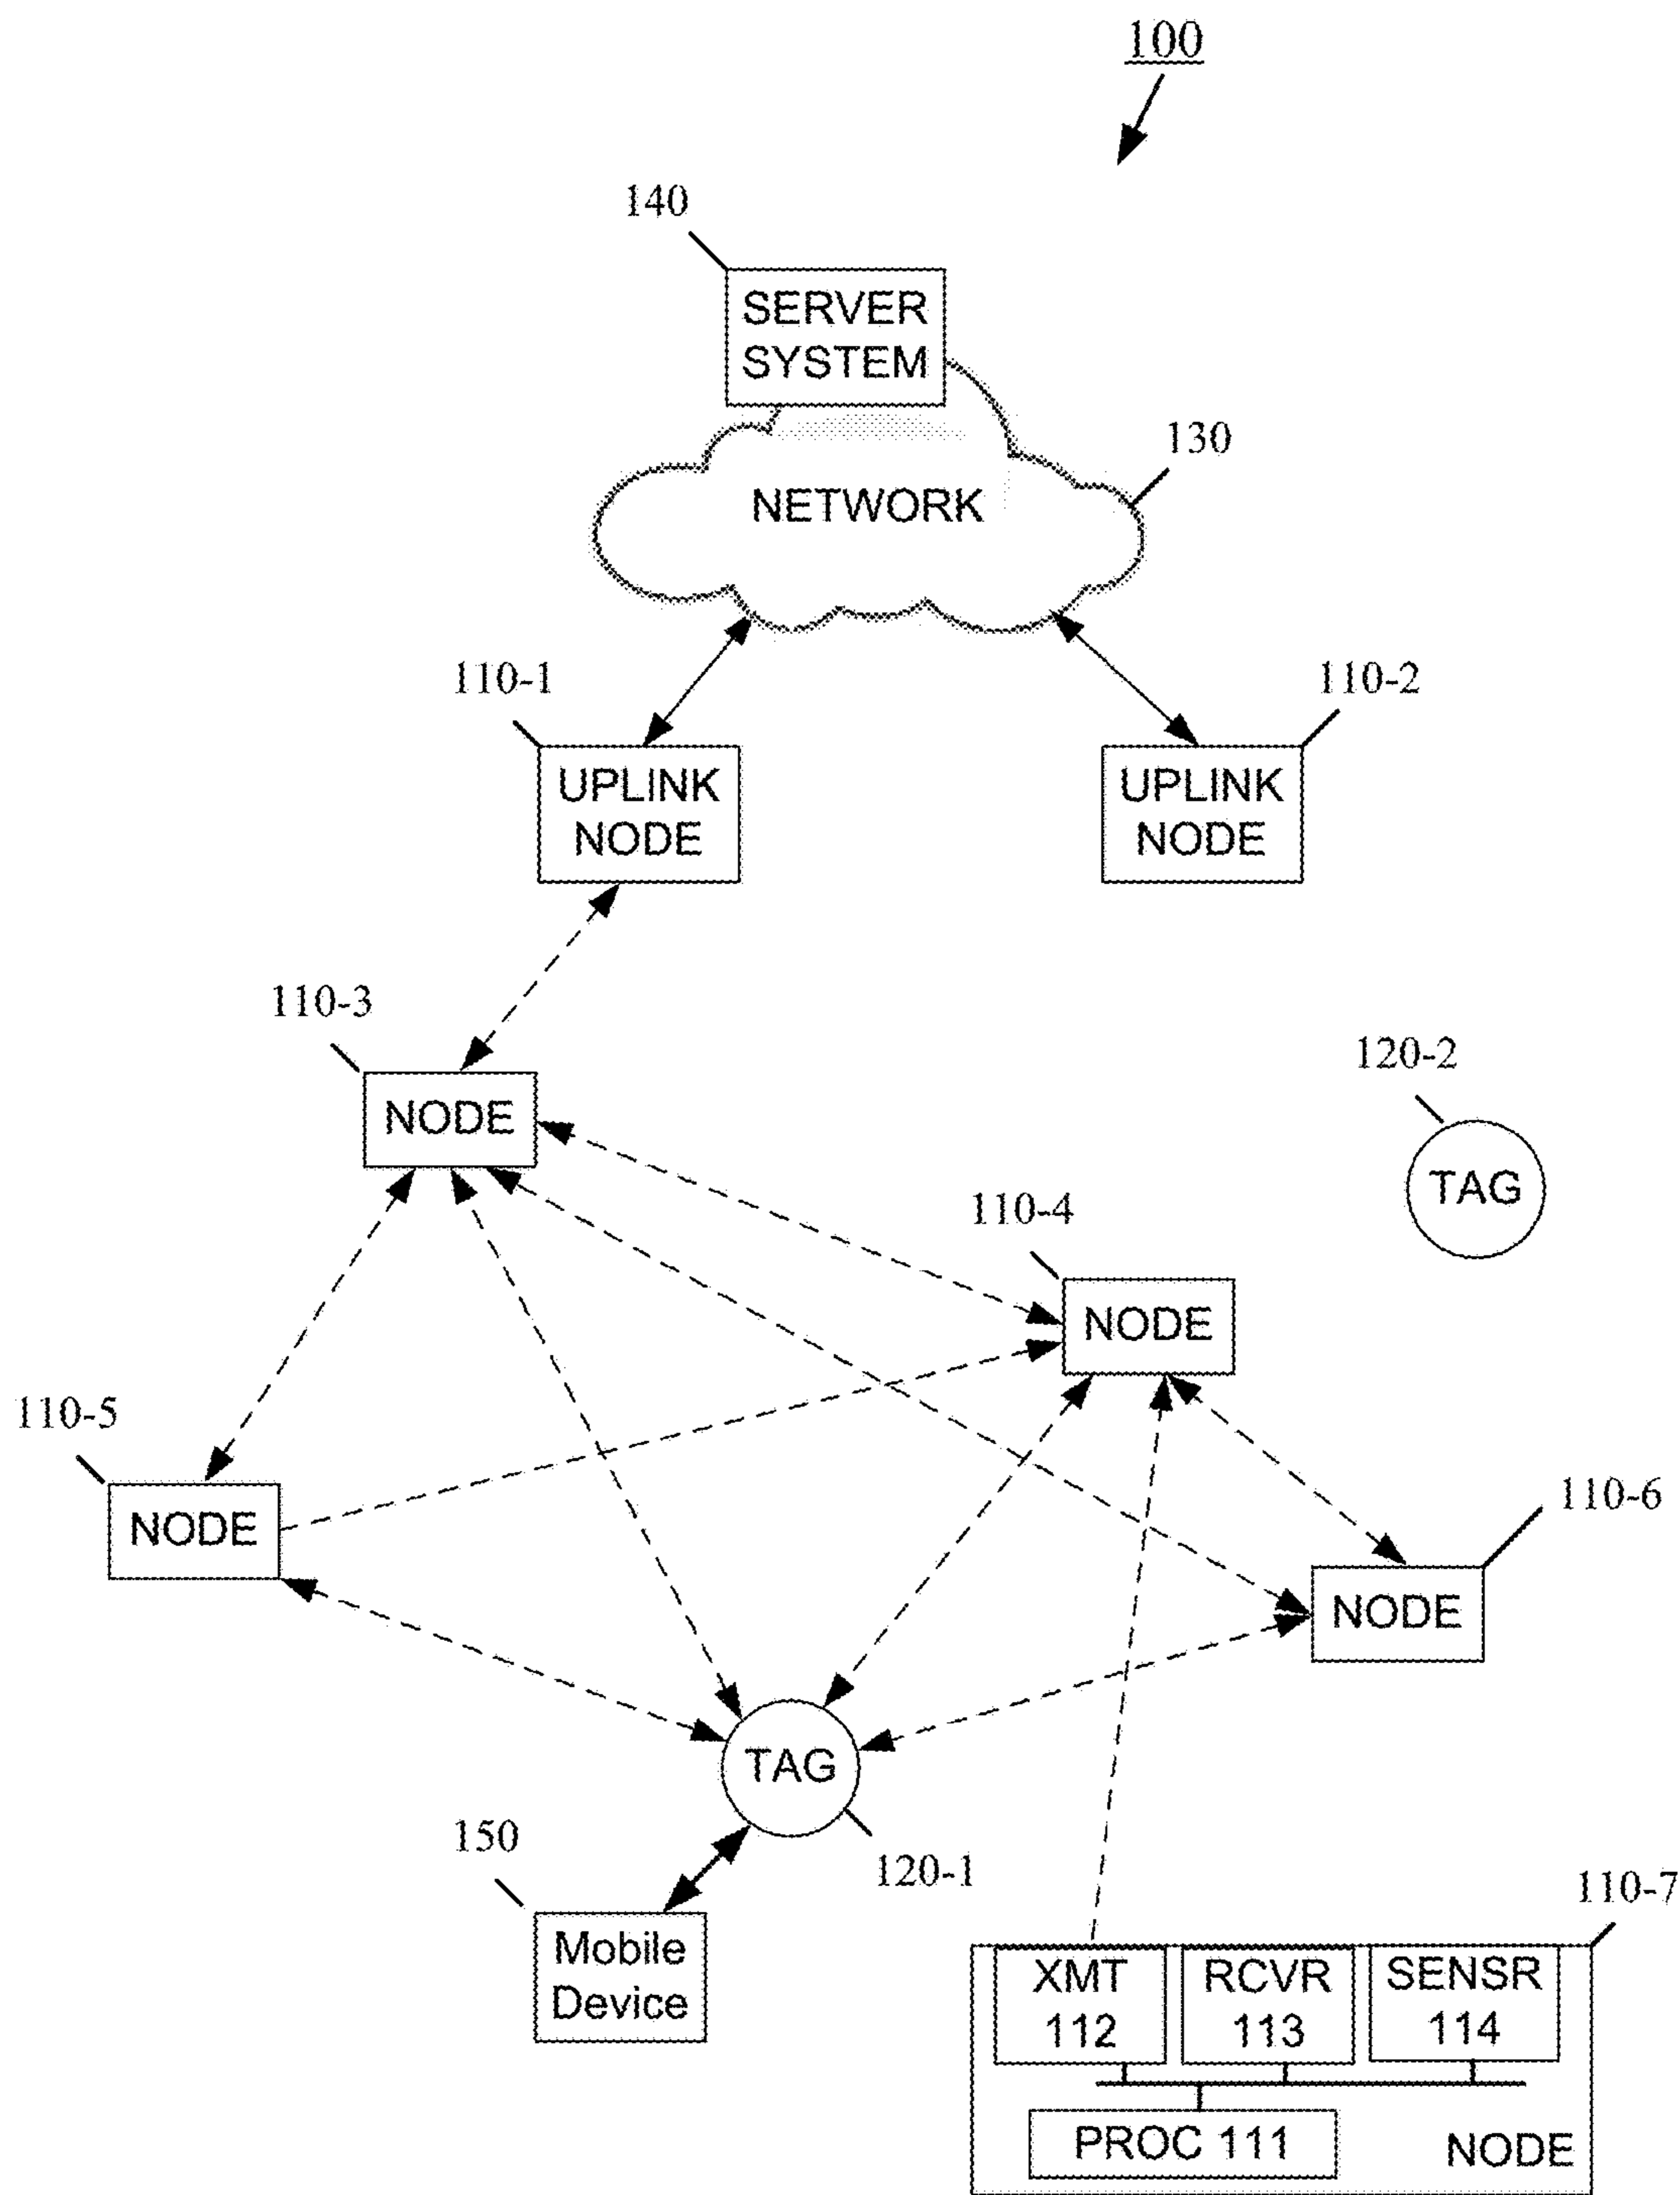 100
140
SERVER
SYSTEM
130
NETWORK
110-1
110-2
UPLINK
NODE
UPLINK
NODE
110-3
NODE
120-2
TAG
110-4
NODE
110-5
NODE
110-6
NODE
TAG
150
120-1
Mobile
Device
110-7
XMT
112
RCVR
113
SENSR
114
PROC 111
NODE